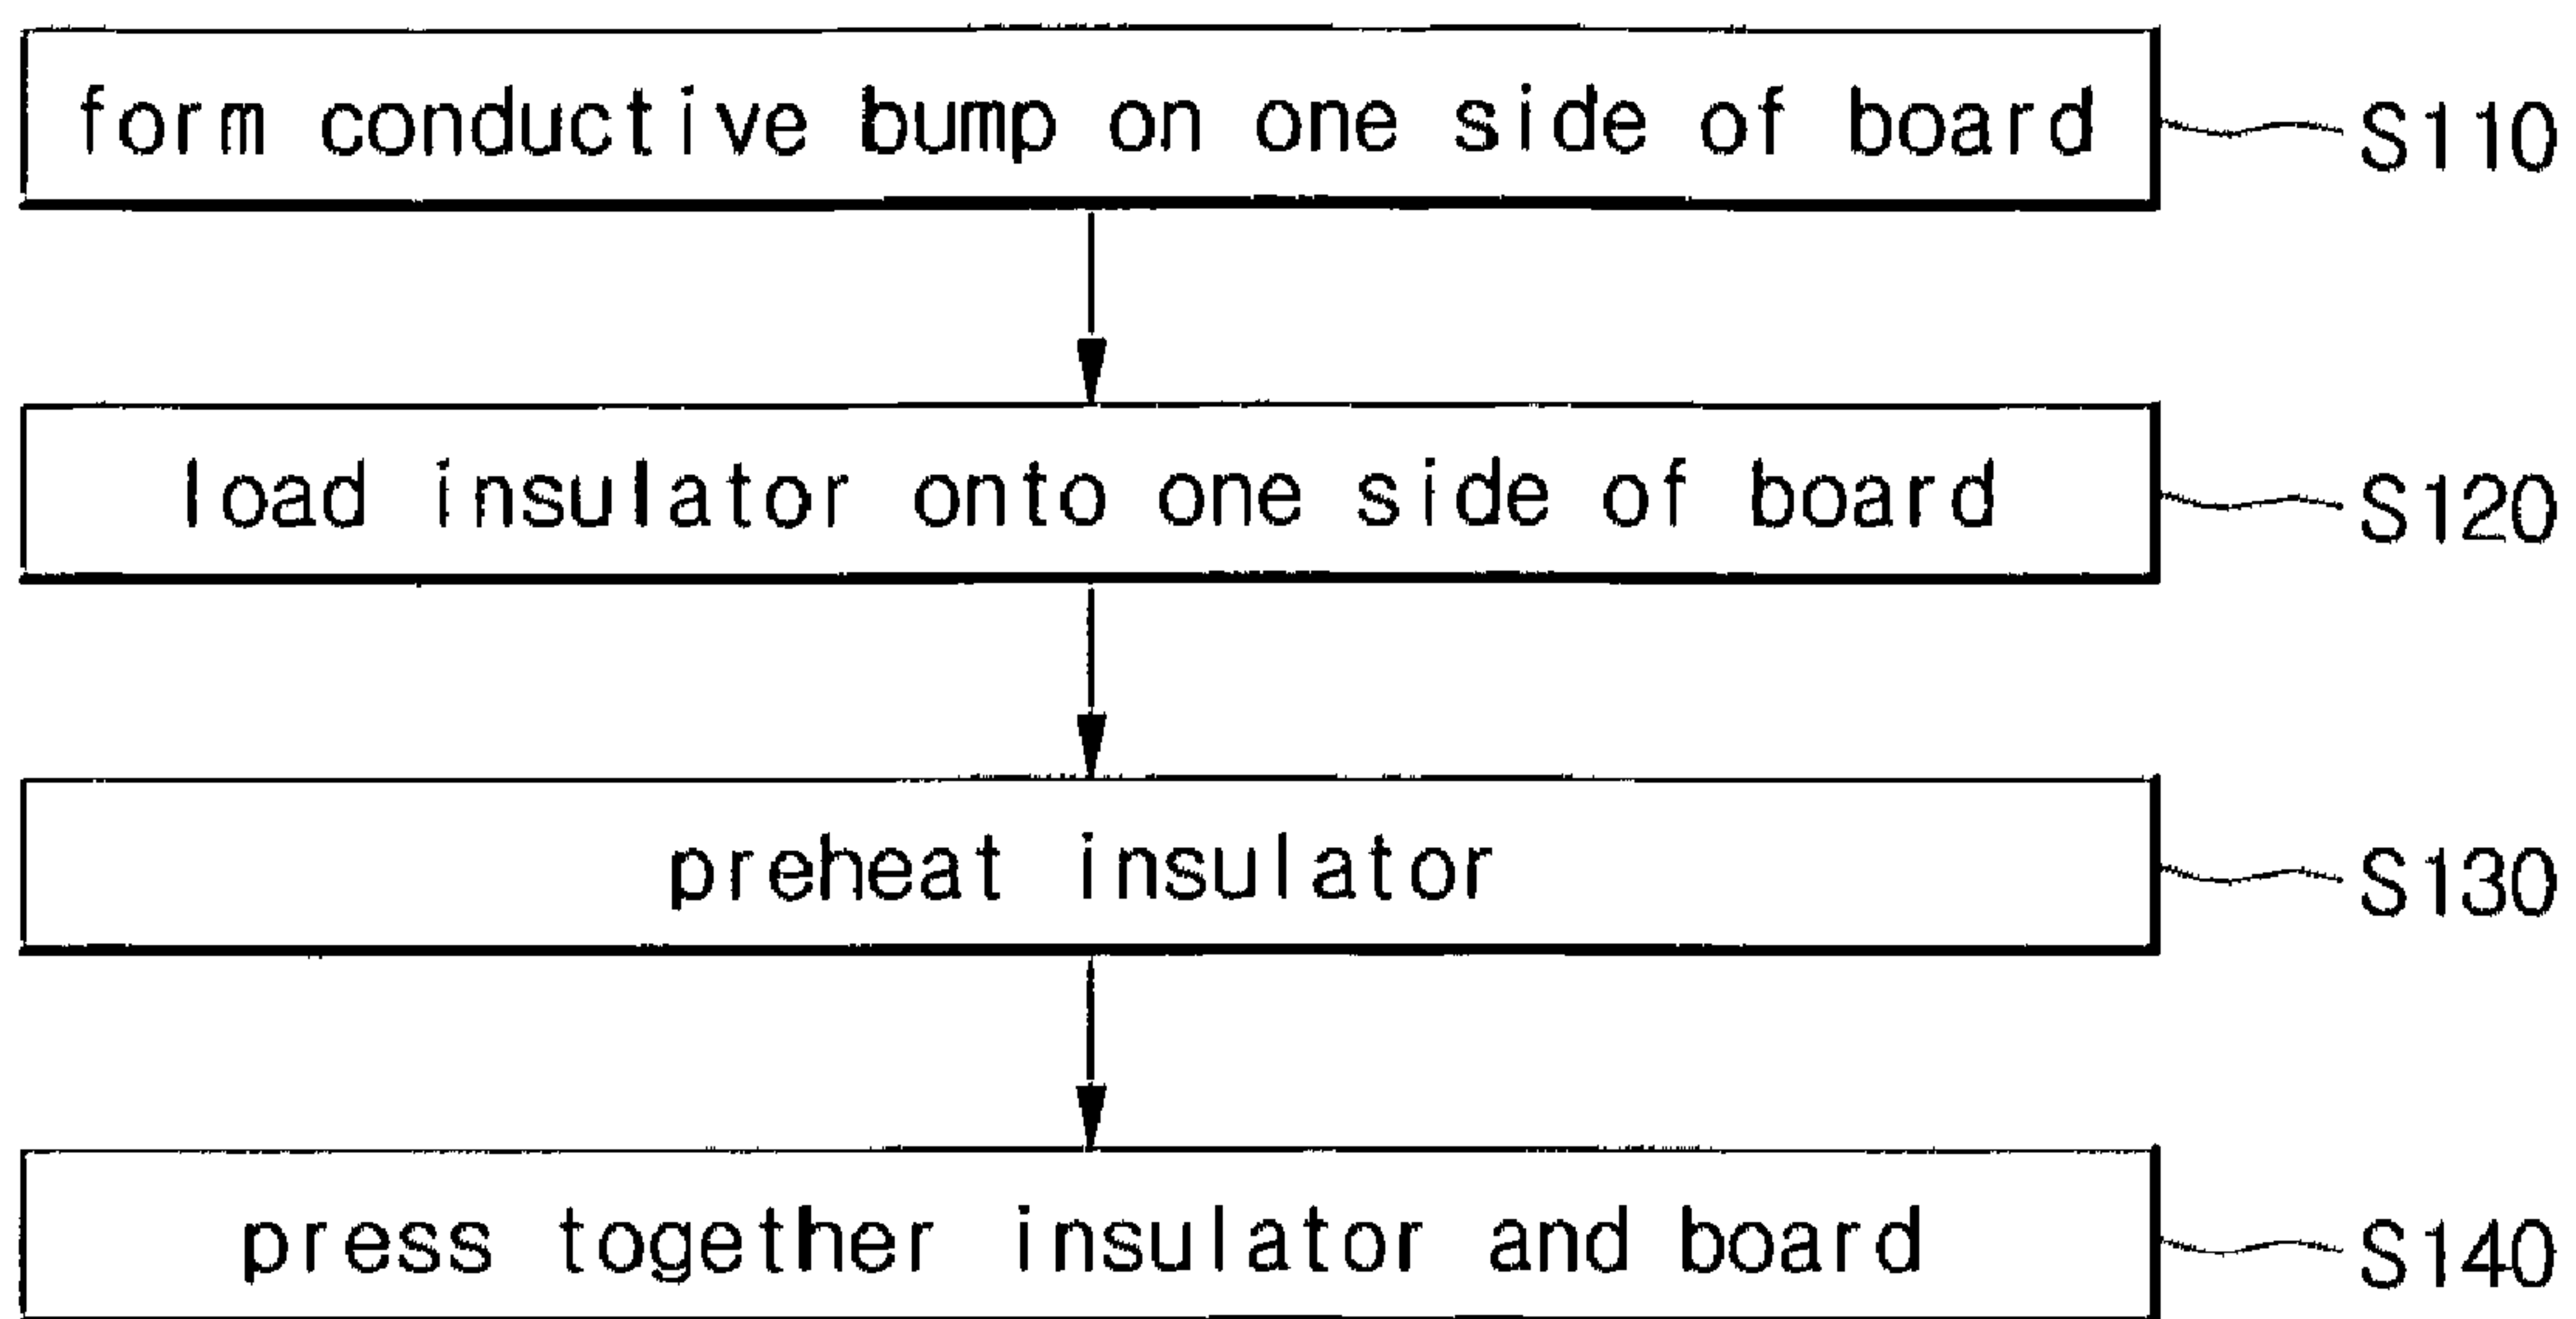 form conductive bump on one side of board S110
load insulator onto one side of board S120
preheat insulator S130
press together insulator and board S140